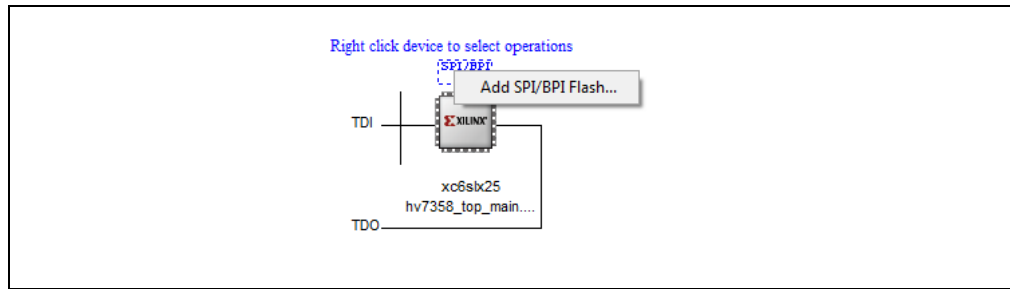 Right click device to select operations
SPI/BPI
Add SPI/BPI Flash...
TDI
XILINX
xc6slx25
hv7358_top_main....
TDO